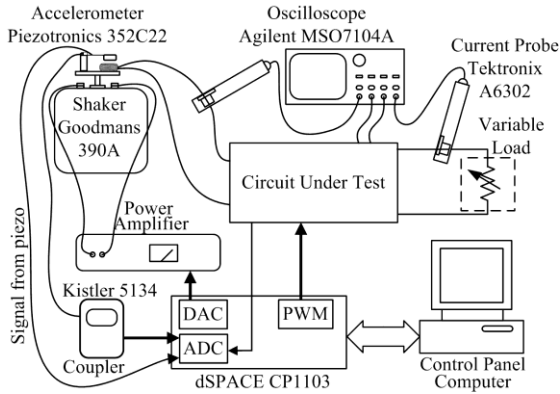 Accelerometer
Piezotronics 352C22
Oscilloscope
Agilent MSO7104A
Current Probe
Tektronix
A6302
Shaker
Goodmans
390A
Variable
Load
Circuit Under Test
Power
Amplifier
Signal from piezo
Kistler 5134
Coupler
DAC
PWM
ADC
dSPACE CP1103
Control Panel
Computer